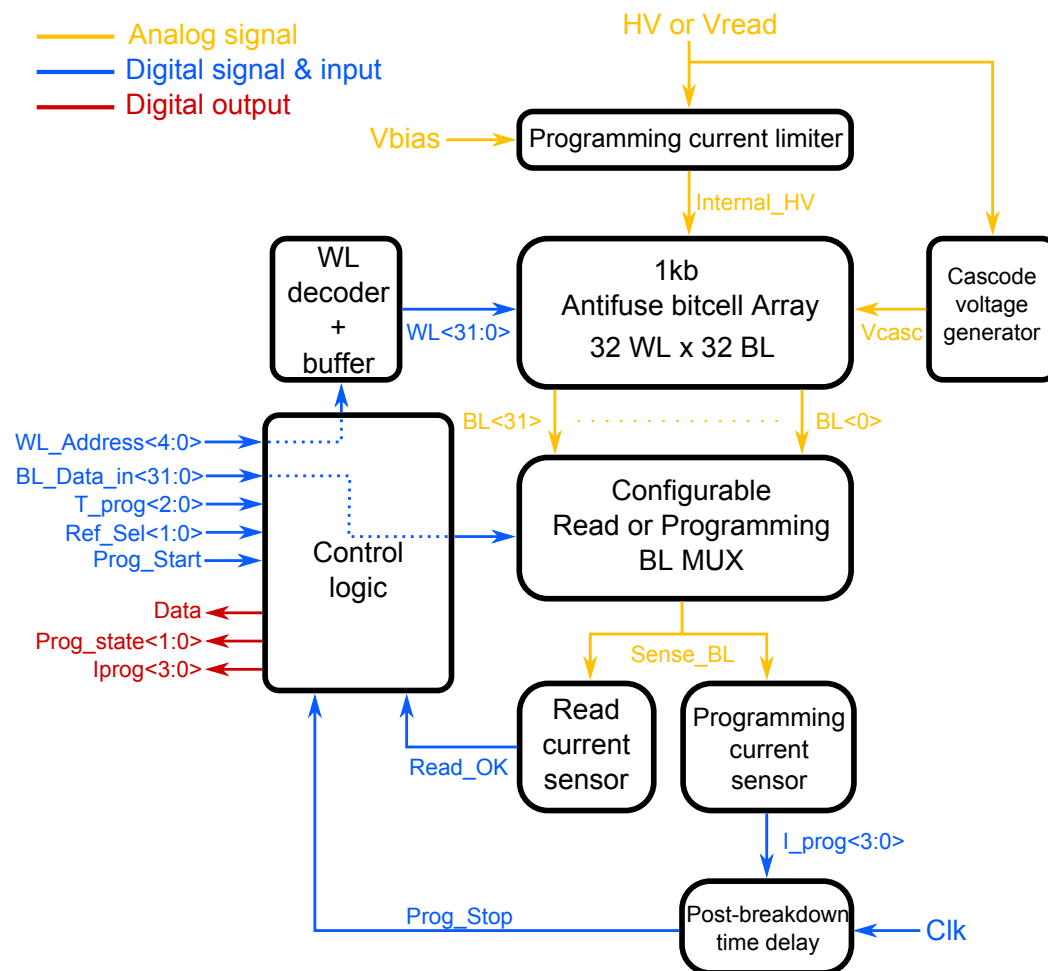 Analog signal
Digital signal & input
Digital output
HV or Vread
Vbias
Programming current limiter
Internal_HV
WL
decoder
+
buffer
WL<31:0>
1kb
Antifuse bitcell Array
32 WL x 32 BL
Vcasc
Cascode
voltage
generator
BL<31>
BL<0>
WL_Address<4:0>
BL_Data_in<31:0>
T_prog<2:0>
Ref_Sel<1:0>
Prog_Start
Data
Prog_state<1:0>
Iprog<3:0>
Control
logic
Configurable
Read or Programming
BL MUX
Sense_BL
Read
current
sensor
Programming
current
sensor
Read_OK
I_prog<3:0>
Post-breakdown
time delay
Prog_Stop
Clk